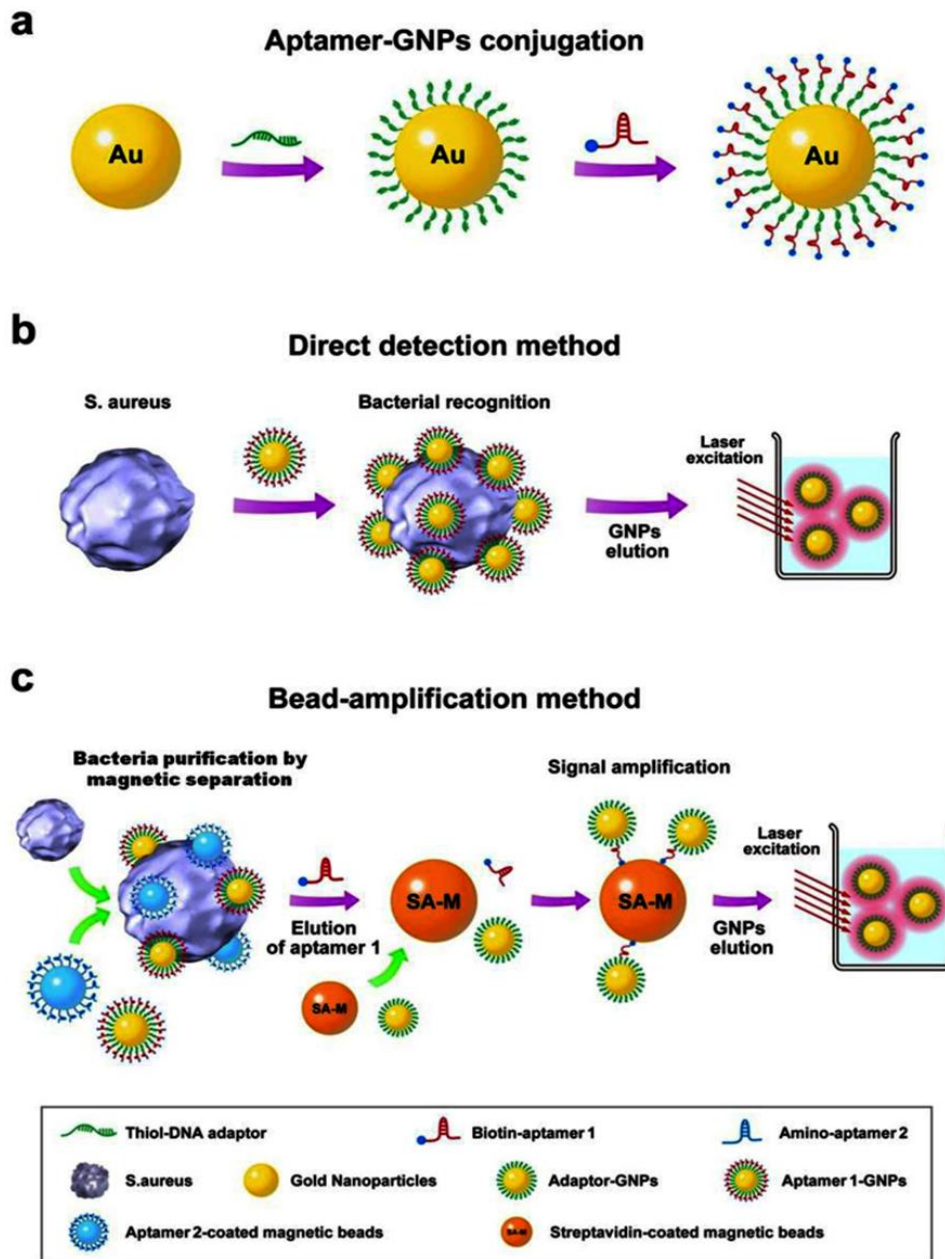 a
Aptamer-GNPs conjugation
Au
Au
Au
b
Direct detection method
S. aureus
Bacterial recognition
Laser
excitation
GNPs
elution
c
Bead-amplification method
Bacteria purification by
magnetic separation
Signal amplification
Laser
excitation
SA-M
SA-M
Elution
of aptamer 1
GNPs
elution
SA-M
Thiol-DNA adaptor
Biotin-aptamer 1
Amino-aptamer 2
S.aureus
Gold Nanoparticles
Adaptor-GNPs
Aptamer 1-GNPs
Aptamer 2-coated magnetic beads
SA-M
Streptavidin-coated magnetic beads